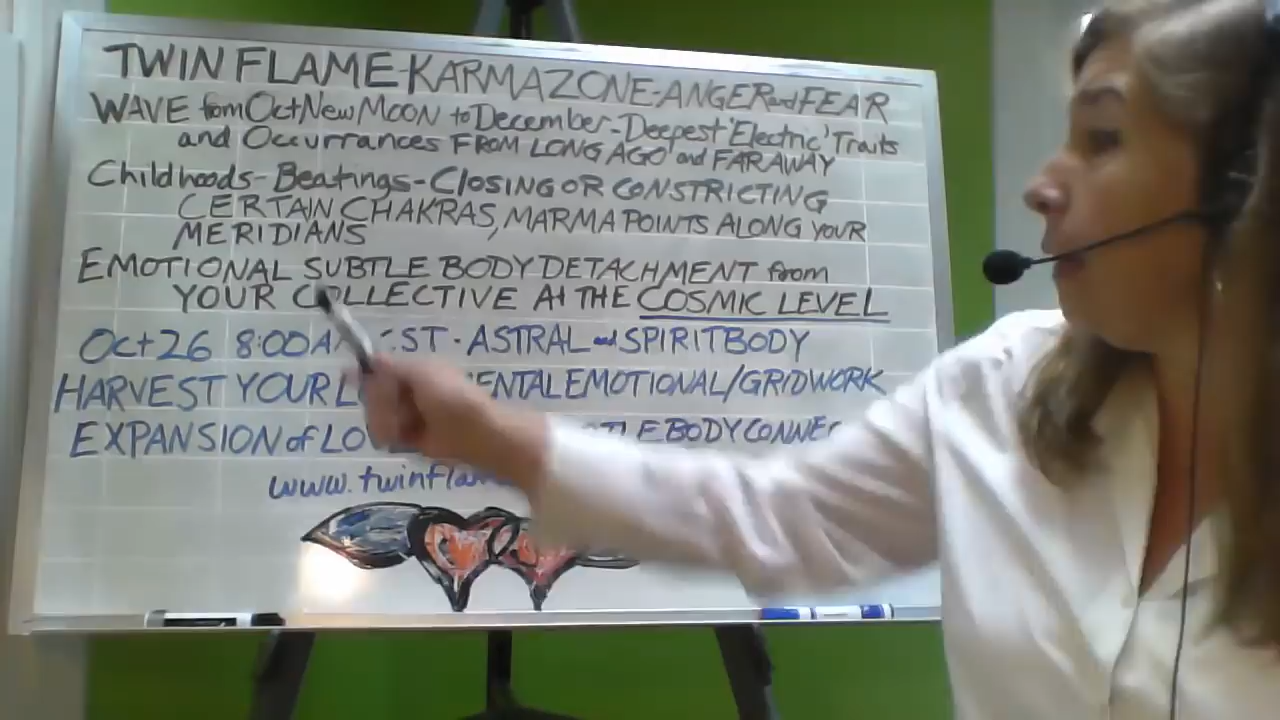 TWIN FLAME-KARMAZONE-ANGER and FEAR
WAVE from Oct New Moon to December-Deepest 'Electric' Traits
and Occurrances FROM LONG AGO and FARAWAY
Childhoods-Beatings-CLOSING OR CONSTRICTING
CERTAIN CHAKRAS, MARMA POINTS ALONG YOUR
MERIDIANS
EMOTIONAL SUBTLE BODY DETACHMENT from
YOUR COLLECTIVE At THE COSMIC LEVEL
Oct 26 8:00A ST. ASTRAL and SPIRITBODY
HARVEST YOUR EMOTIONAL/GRIDWORK
EXPANSION of BODY
www.twinfla